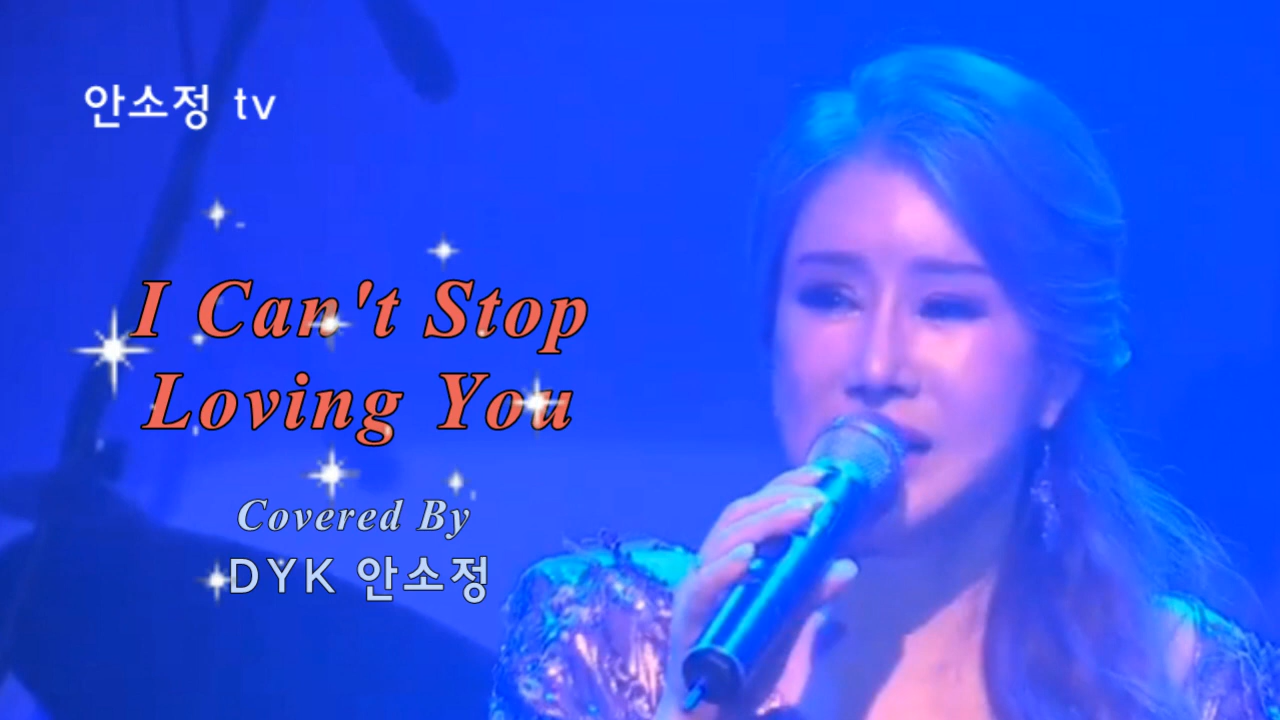 안소정 tv
I Can't Stop
Loving You
Covered By
DYK 안소정